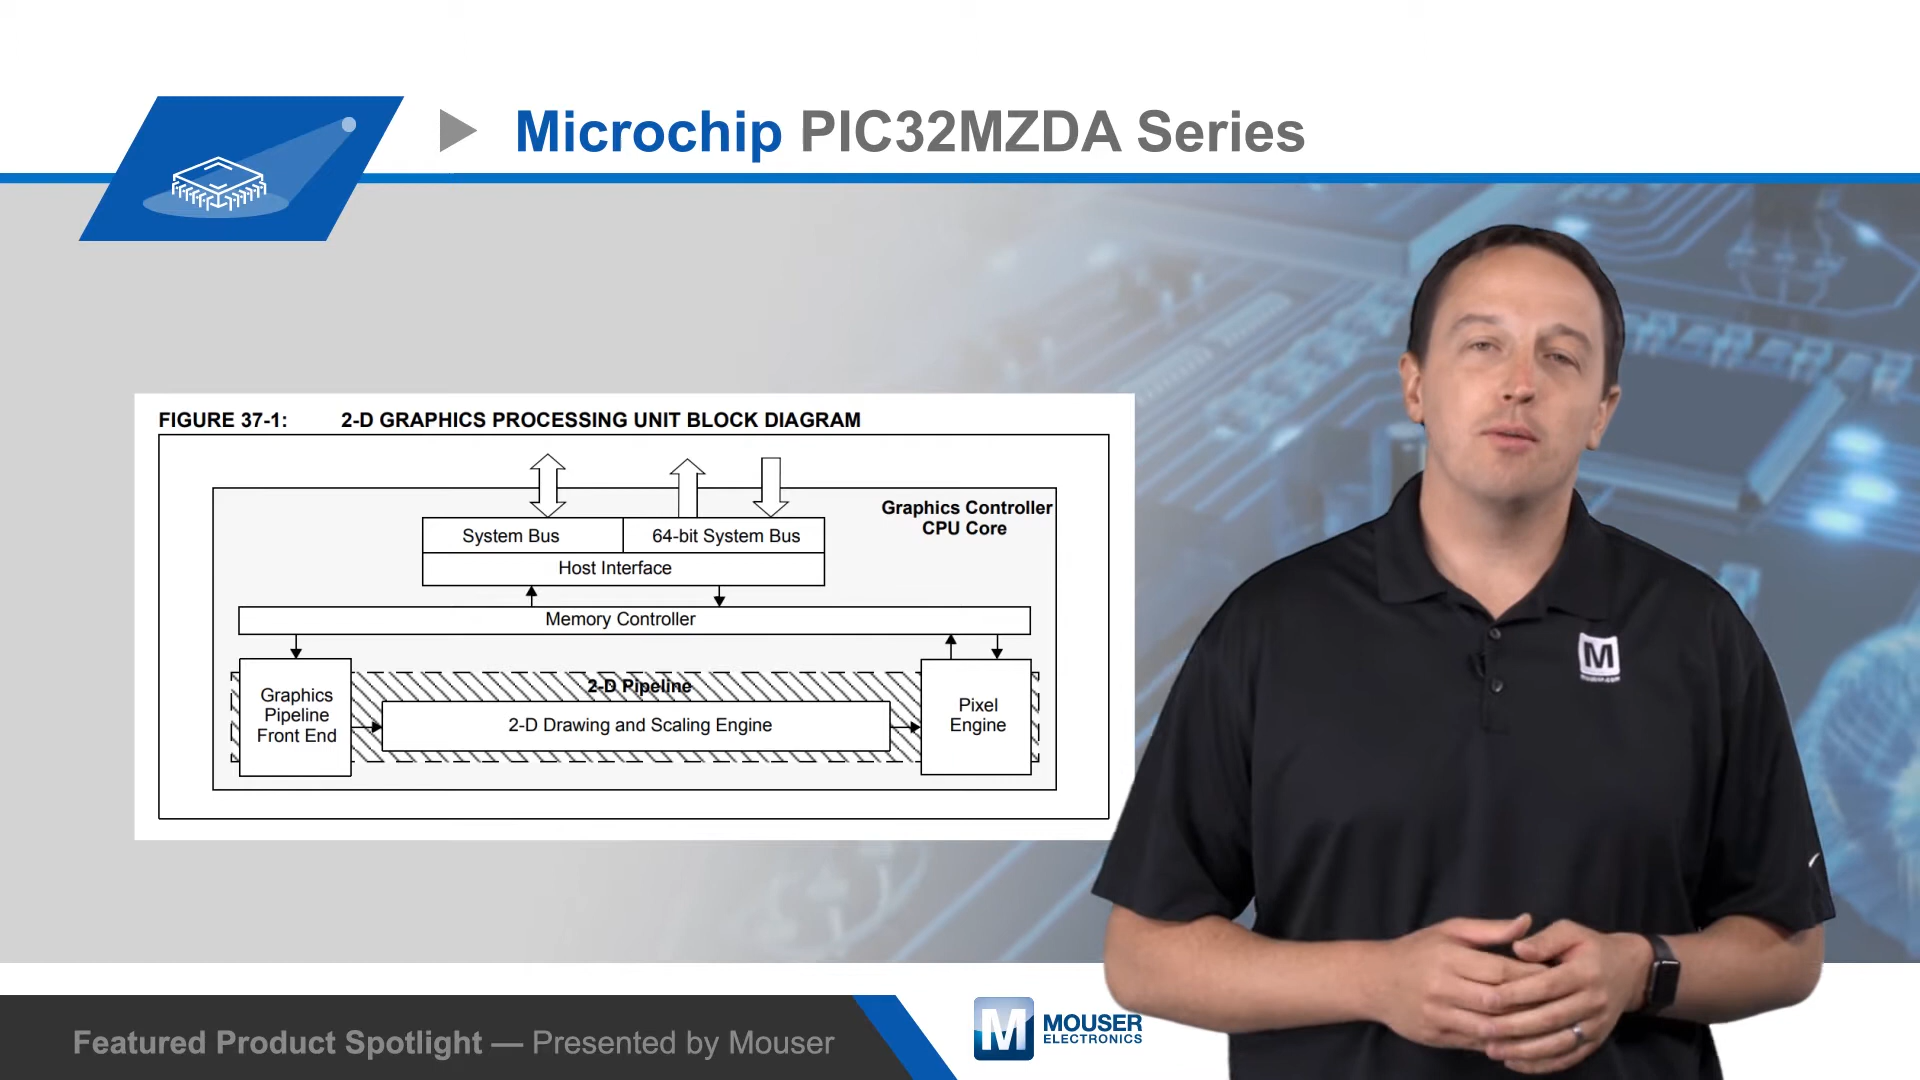 Microchip PIC32MZDA Series
FIGURE 37-1: 2-D GRAPHICS PROCESSING UNIT BLOCK DIAGRAM
Graphics Controller
CPU Core
System Bus
64-bit System Bus
Host Interface
Memory Controller
Graphics
Pipeline
Front End
2-D Pipeline
2-D Drawing and Scaling Engine
Pixel
Engine
M
Featured Product Spotlight — Presented by Mouser
M
MOUSER
ELECTRONICS